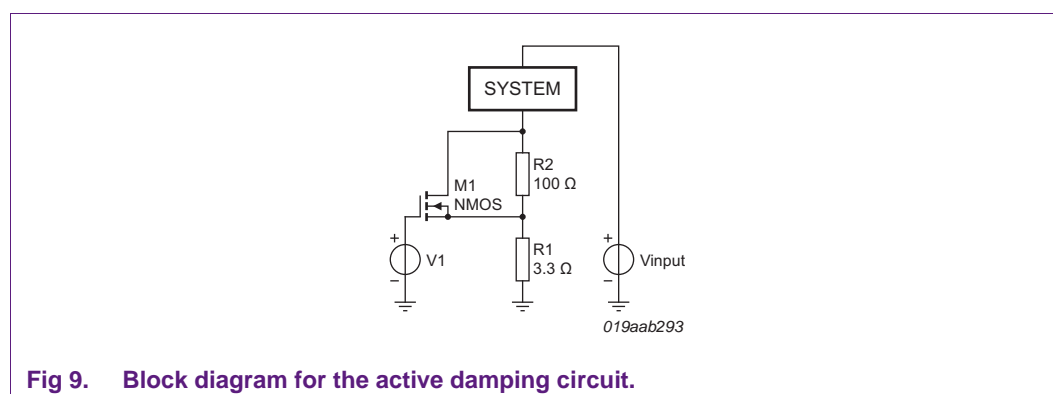 SYSTEM
R2
100 Ω
M1
NMOS
R1
3.3 Ω
+
V1
−
+
Vinput
−
019aab293
Fig 9. Block diagram for the active damping circuit.